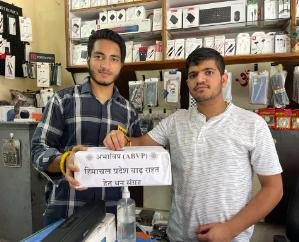 अभाविप (ABVP)
हिमाचल प्रदेश बाढ़ राहत
हेतु धन संग्रह